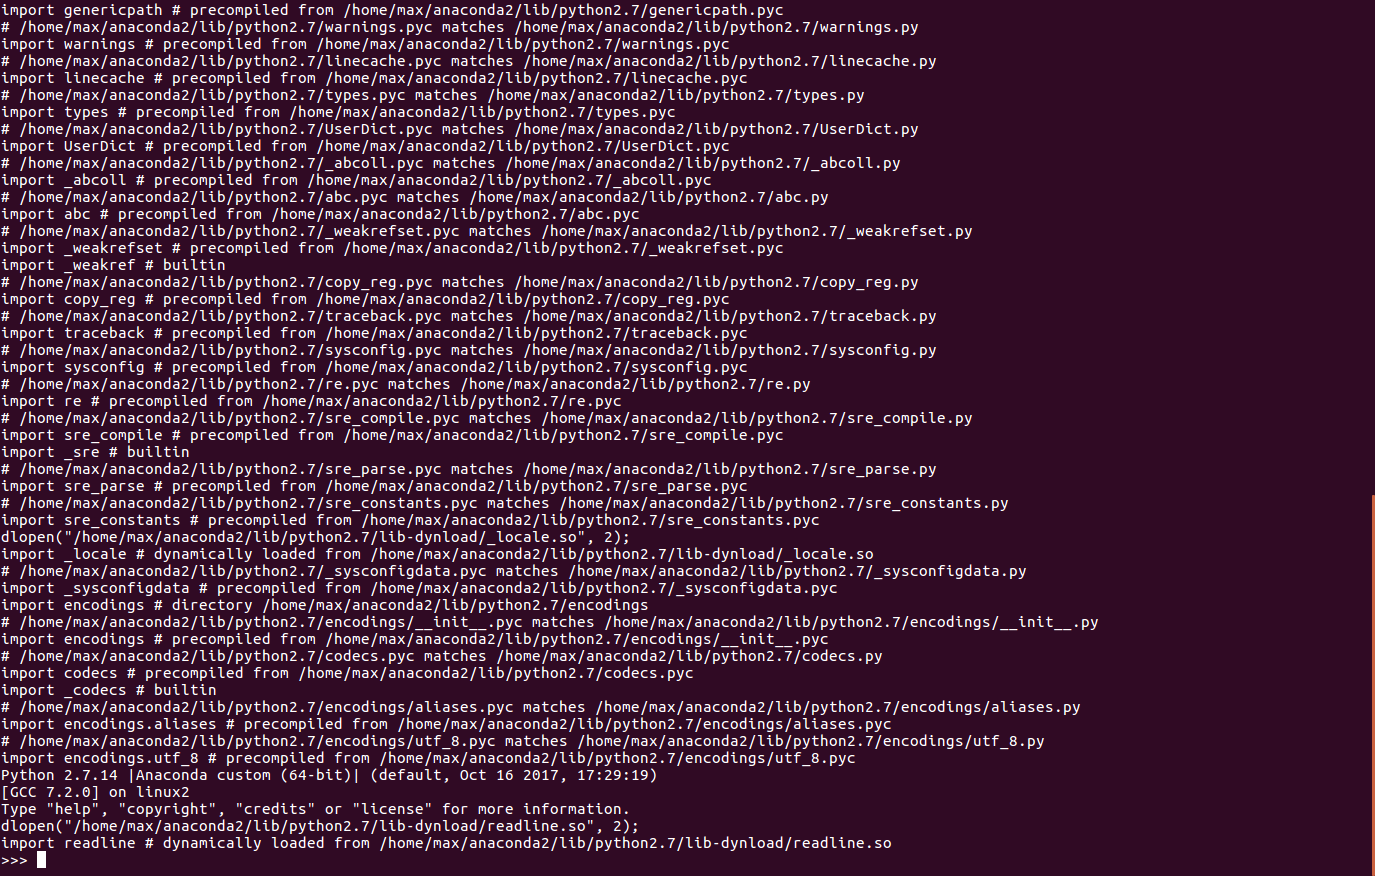 import genericpath # precompiled from /home/max/anaconda2/lib/python2.7/genericpath.pyc
# /home/max/anaconda2/lib/python2.7/warnings.pyc matches /home/max/anaconda2/lib/python2.7/warnings.py
import warnings # precompiled from /home/max/anaconda2/lib/python2.7/warnings.pyc
# /home/max/anaconda2/lib/python2.7/linecache.pyc matches /home/max/anaconda2/lib/python2.7/linecache.py
import linecache # precompiled from /home/max/anaconda2/lib/python2.7/linecache.pyc
# /home/max/anaconda2/lib/python2.7/types.pyc matches /home/max/anaconda2/lib/python2.7/types.py
import types # precompiled from /home/max/anaconda2/lib/python2.7/types.pyc
# /home/max/anaconda2/lib/python2.7/UserDict.pyc matches /home/max/anaconda2/lib/python2.7/UserDict.py
import UserDict # precompiled from /home/max/anaconda2/lib/python2.7/UserDict.pyc
# /home/max/anaconda2/lib/python2.7/_abcoll.pyc matches /home/max/anaconda2/lib/python2.7/_abcoll.py
import _abcoll # precompiled from /home/max/anaconda2/lib/python2.7/_abcoll.pyc
# /home/max/anaconda2/lib/python2.7/abc.pyc matches /home/max/anaconda2/lib/python2.7/abc.py
import abc # precompiled from /home/max/anaconda2/lib/python2.7/abc.pyc
# /home/max/anaconda2/lib/python2.7/_weakrefset.pyc matches /home/max/anaconda2/lib/python2.7/_weakrefset.py
import _weakrefset # precompiled from /home/max/anaconda2/lib/python2.7/_weakrefset.pyc
import _weakref # builtin
# /home/max/anaconda2/lib/python2.7/copy_reg.pyc matches /home/max/anaconda2/lib/python2.7/copy_reg.py
import copy_reg # precompiled from /home/max/anaconda2/lib/python2.7/copy_reg.pyc
# /home/max/anaconda2/lib/python2.7/traceback.pyc matches /home/max/anaconda2/lib/python2.7/traceback.py
import traceback # precompiled from /home/max/anaconda2/lib/python2.7/traceback.pyc
# /home/max/anaconda2/lib/python2.7/sysconfig.pyc matches /home/max/anaconda2/lib/python2.7/sysconfig.py
import sysconfig # precompiled from /home/max/anaconda2/lib/python2.7/sysconfig.pyc
# /home/max/anaconda2/lib/python2.7/re.pyc matches /home/max/anaconda2/lib/python2.7/re.py
import re # precompiled from /home/max/anaconda2/lib/python2.7/re.pyc
# /home/max/anaconda2/lib/python2.7/sre_compile.pyc matches /home/max/anaconda2/lib/python2.7/sre_compile.py
import sre_compile # precompiled from /home/max/anaconda2/lib/python2.7/sre_compile.pyc
import _sre # builtin
# /home/max/anaconda2/lib/python2.7/sre_parse.pyc matches /home/max/anaconda2/lib/python2.7/sre_parse.py
import sre_parse # precompiled from /home/max/anaconda2/lib/python2.7/sre_parse.pyc
# /home/max/anaconda2/lib/python2.7/sre_constants.pyc matches /home/max/anaconda2/lib/python2.7/sre_constants.py
import sre_constants # precompiled from /home/max/anaconda2/lib/python2.7/sre_constants.pyc
dlopen("/home/max/anaconda2/lib/python2.7/lib-dynload/_locale.so", 2);
import _locale # dynamically loaded from /home/max/anaconda2/lib/python2.7/lib-dynload/_locale.so
# /home/max/anaconda2/lib/python2.7/_sysconfigdata.pyc matches /home/max/anaconda2/lib/python2.7/_sysconfigdata.py
import _sysconfigdata # precompiled from /home/max/anaconda2/lib/python2.7/_sysconfigdata.pyc
import encodings # directory /home/max/anaconda2/lib/python2.7/encodings
# /home/max/anaconda2/lib/python2.7/encodings/__init__.pyc matches /home/max/anaconda2/lib/python2.7/encodings/__init__.py
import encodings # precompiled from /home/max/anaconda2/lib/python2.7/encodings/__init__.pyc
# /home/max/anaconda2/lib/python2.7/codecs.pyc matches /home/max/anaconda2/lib/python2.7/codecs.py
import codecs # precompiled from /home/max/anaconda2/lib/python2.7/codecs.pyc
import _codecs # builtin
# /home/max/anaconda2/lib/python2.7/encodings/aliases.pyc matches /home/max/anaconda2/lib/python2.7/encodings/aliases.py
import encodings.aliases # precompiled from /home/max/anaconda2/lib/python2.7/encodings/aliases.pyc
# /home/max/anaconda2/lib/python2.7/encodings/utf_8.pyc matches /home/max/anaconda2/lib/python2.7/encodings/utf_8.py
import encodings.utf_8 # precompiled from /home/max/anaconda2/lib/python2.7/encodings/utf_8.pyc
Python 2.7.14 |Anaconda custom (64-bit)| (default, Oct 16 2017, 17:29:19)
[GCC 7.2.0] on linux2
Type "help", "copyright", "credits" or "license" for more information.
dlopen("/home/max/anaconda2/lib/python2.7/lib-dynload/readline.so", 2);
import readline # dynamically loaded from /home/max/anaconda2/lib/python2.7/lib-dynload/readline.so
>>>